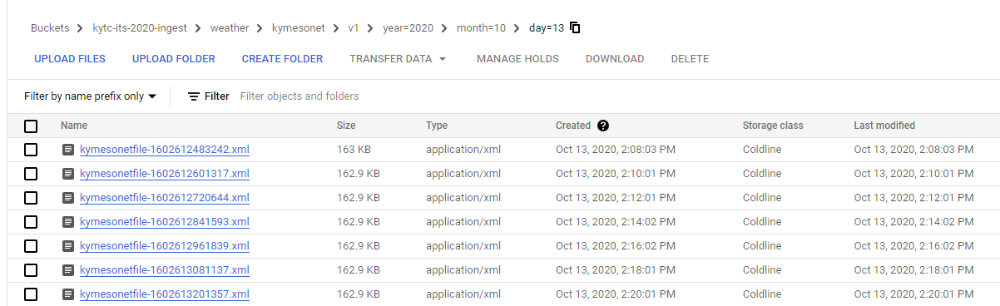 Buckets > kytc-its-2020-ingest > weather > kymesonet > v1 > year=2020 > month=10 > day=13
UPLOAD FILES UPLOAD FOLDER CREATE FOLDER TRANSFER DATA MANAGE HOLDS DOWNLOAD DELETE
Filter by name prefix only Filter Filter objects and folders
Name Size Type Created ? Storage class Last modified
kymesonetfile-1602612483242.xml 163 KB application/xml Oct 13, 2020, 2:08:03 PM Coldline Oct 13, 2020, 2:08:03 PM
kymesonetfile-1602612601317.xml 162.9 KB application/xml Oct 13, 2020, 2:10:01 PM Coldline Oct 13, 2020, 2:10:01 PM
kymesonetfile-1602612720644.xml 162.9 KB application/xml Oct 13, 2020, 2:12:01 PM Coldline Oct 13, 2020, 2:12:01 PM
kymesonetfile-1602612841593.xml 162.9 KB application/xml Oct 13, 2020, 2:14:02 PM Coldline Oct 13, 2020, 2:14:02 PM
kymesonetfile-1602612961839.xml 162.9 KB application/xml Oct 13, 2020, 2:16:02 PM Coldline Oct 13, 2020, 2:16:02 PM
kymesonetfile-1602613081137.xml 162.9 KB application/xml Oct 13, 2020, 2:18:01 PM Coldline Oct 13, 2020, 2:18:01 PM
kymesonetfile-1602613201357.xml 162.9 KB application/xml Oct 13, 2020, 2:20:01 PM Coldline Oct 13, 2020, 2:20:01 PM